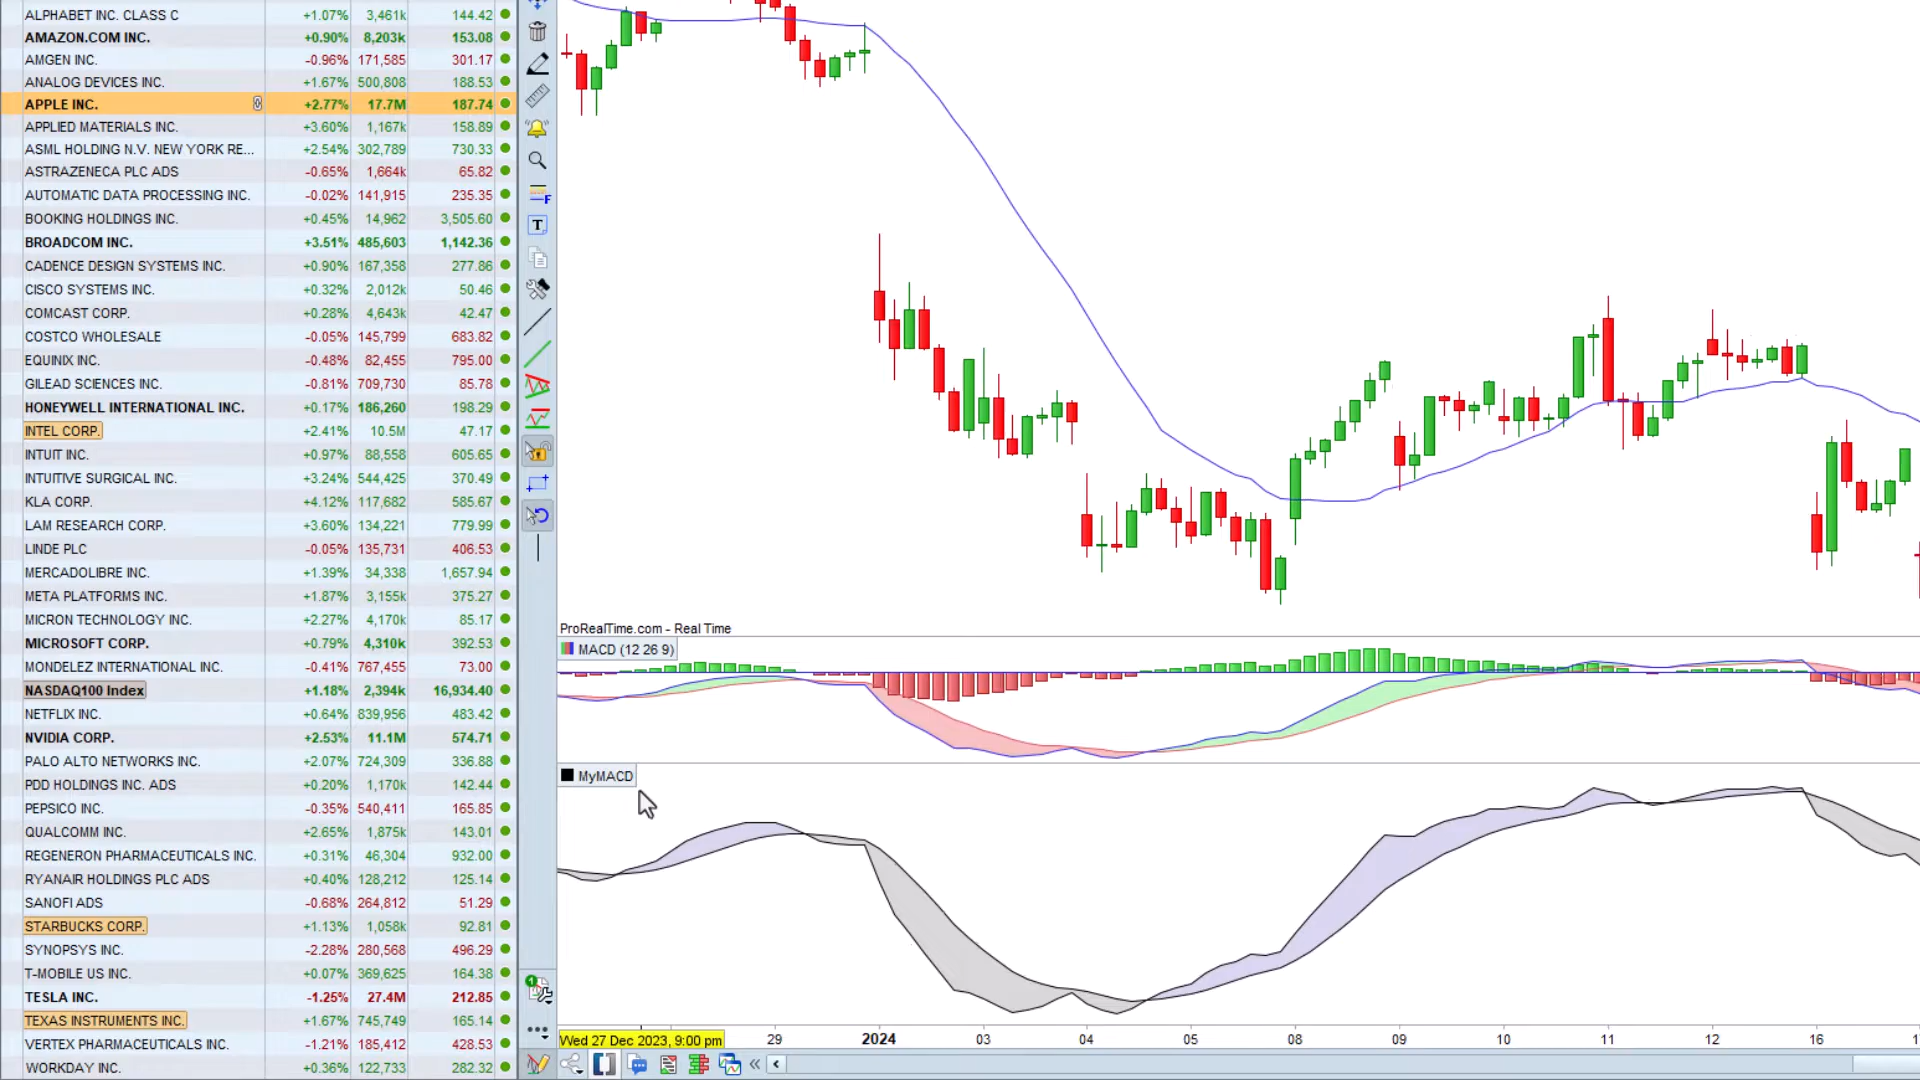 ALPHABET INC. CLASS C +1.07% 3,461k 144.42
AMAZON.COM INC. +0.90% 8,203k 153.08
AMGEN INC. -0.96% 171,585 301.17
ANALOG DEVICES INC. +1.67% 500,808 188.53
APPLE INC. +2.77% 17.7M 187.74
APPLIED MATERIALS INC. +3.60% 1,167k 158.89
ASML HOLDING N.V. NEW YORK RE... +2.54% 302,789 730.33
ASTRAZENECA PLC ADS -0.65% 1,664k 65.82
AUTOMATIC DATA PROCESSING INC. -0.02% 141,915 235.35
BOOKING HOLDINGS INC. +0.45% 14,962 3,505.60
BROADCOM INC. +3.51% 485,603 1,142.36
CADENCE DESIGN SYSTEMS INC. +0.90% 167,358 277.86
CISCO SYSTEMS INC. +0.32% 2,012k 50.46
COMCAST CORP. +0.28% 4,643k 42.47
COSTCO WHOLESALE -0.05% 145,799 683.82
EQUINIX INC. -0.48% 82,455 795.00
GILEAD SCIENCES INC. -0.81% 709,730 85.78
HONEYWELL INTERNATIONAL INC. +0.17% 186,260 198.29
INTEL CORP. +2.41% 10.5M 47.17
INTUIT INC. +0.97% 88,558 605.65
INTUITIVE SURGICAL INC. +3.24% 544,425 370.49
KLA CORP. +4.12% 117,682 585.67
LAM RESEARCH CORP. +3.60% 134,221 779.99
LINDE PLC -0.05% 135,731 406.53
MERCADOLIBRE INC. +1.39% 34,338 1,657.94
META PLATFORMS INC. +1.87% 3,155k 375.27
MICRON TECHNOLOGY INC. +2.27% 4,170k 85.17
MICROSOFT CORP. +0.79% 4,310k 392.53
MONDELEZ INTERNATIONAL INC. -0.41% 767,455 73.00
NASDAQ100 Index +1.18% 2,394k 16,934.40
NETFLIX INC. +0.64% 839,956 483.42
NVIDIA CORP. +2.53% 11.1M 574.71
PALO ALTO NETWORKS INC. +2.07% 724,309 336.88
PDD HOLDINGS INC. ADS +0.20% 1,170k 142.44
PEPSICO INC. -0.35% 540,411 165.85
QUALCOMM INC. +2.65% 1,875k 143.01
REGENERON PHARMACEUTICALS INC. +0.31% 46,304 932.00
RYANAIR HOLDINGS PLC ADS +0.40% 128,212 125.14
SANOFI ADS -0.68% 264,812 51.29
STARBUCKS CORP. +1.13% 1,058k 92.81
SYNOPSYS INC. -2.28% 280,568 496.29
T-MOBILE US INC. +0.07% 369,625 164.38
TESLA INC. -1.25% 27.4M 212.85
TEXAS INSTRUMENTS INC. +1.67% 745,749 165.14
VERTEX PHARMACEUTICALS INC. -1.21% 185,412 428.53
WORKDAY INC. +0.36% 122,733 282.32
F
T
1
ProRealTime.com - Real Time
MACD (12 26 9)
MyMACD
Wed 27 Dec 2023, 9:00 pm 29 2024 03 04 05 08 09 10 11 12 16